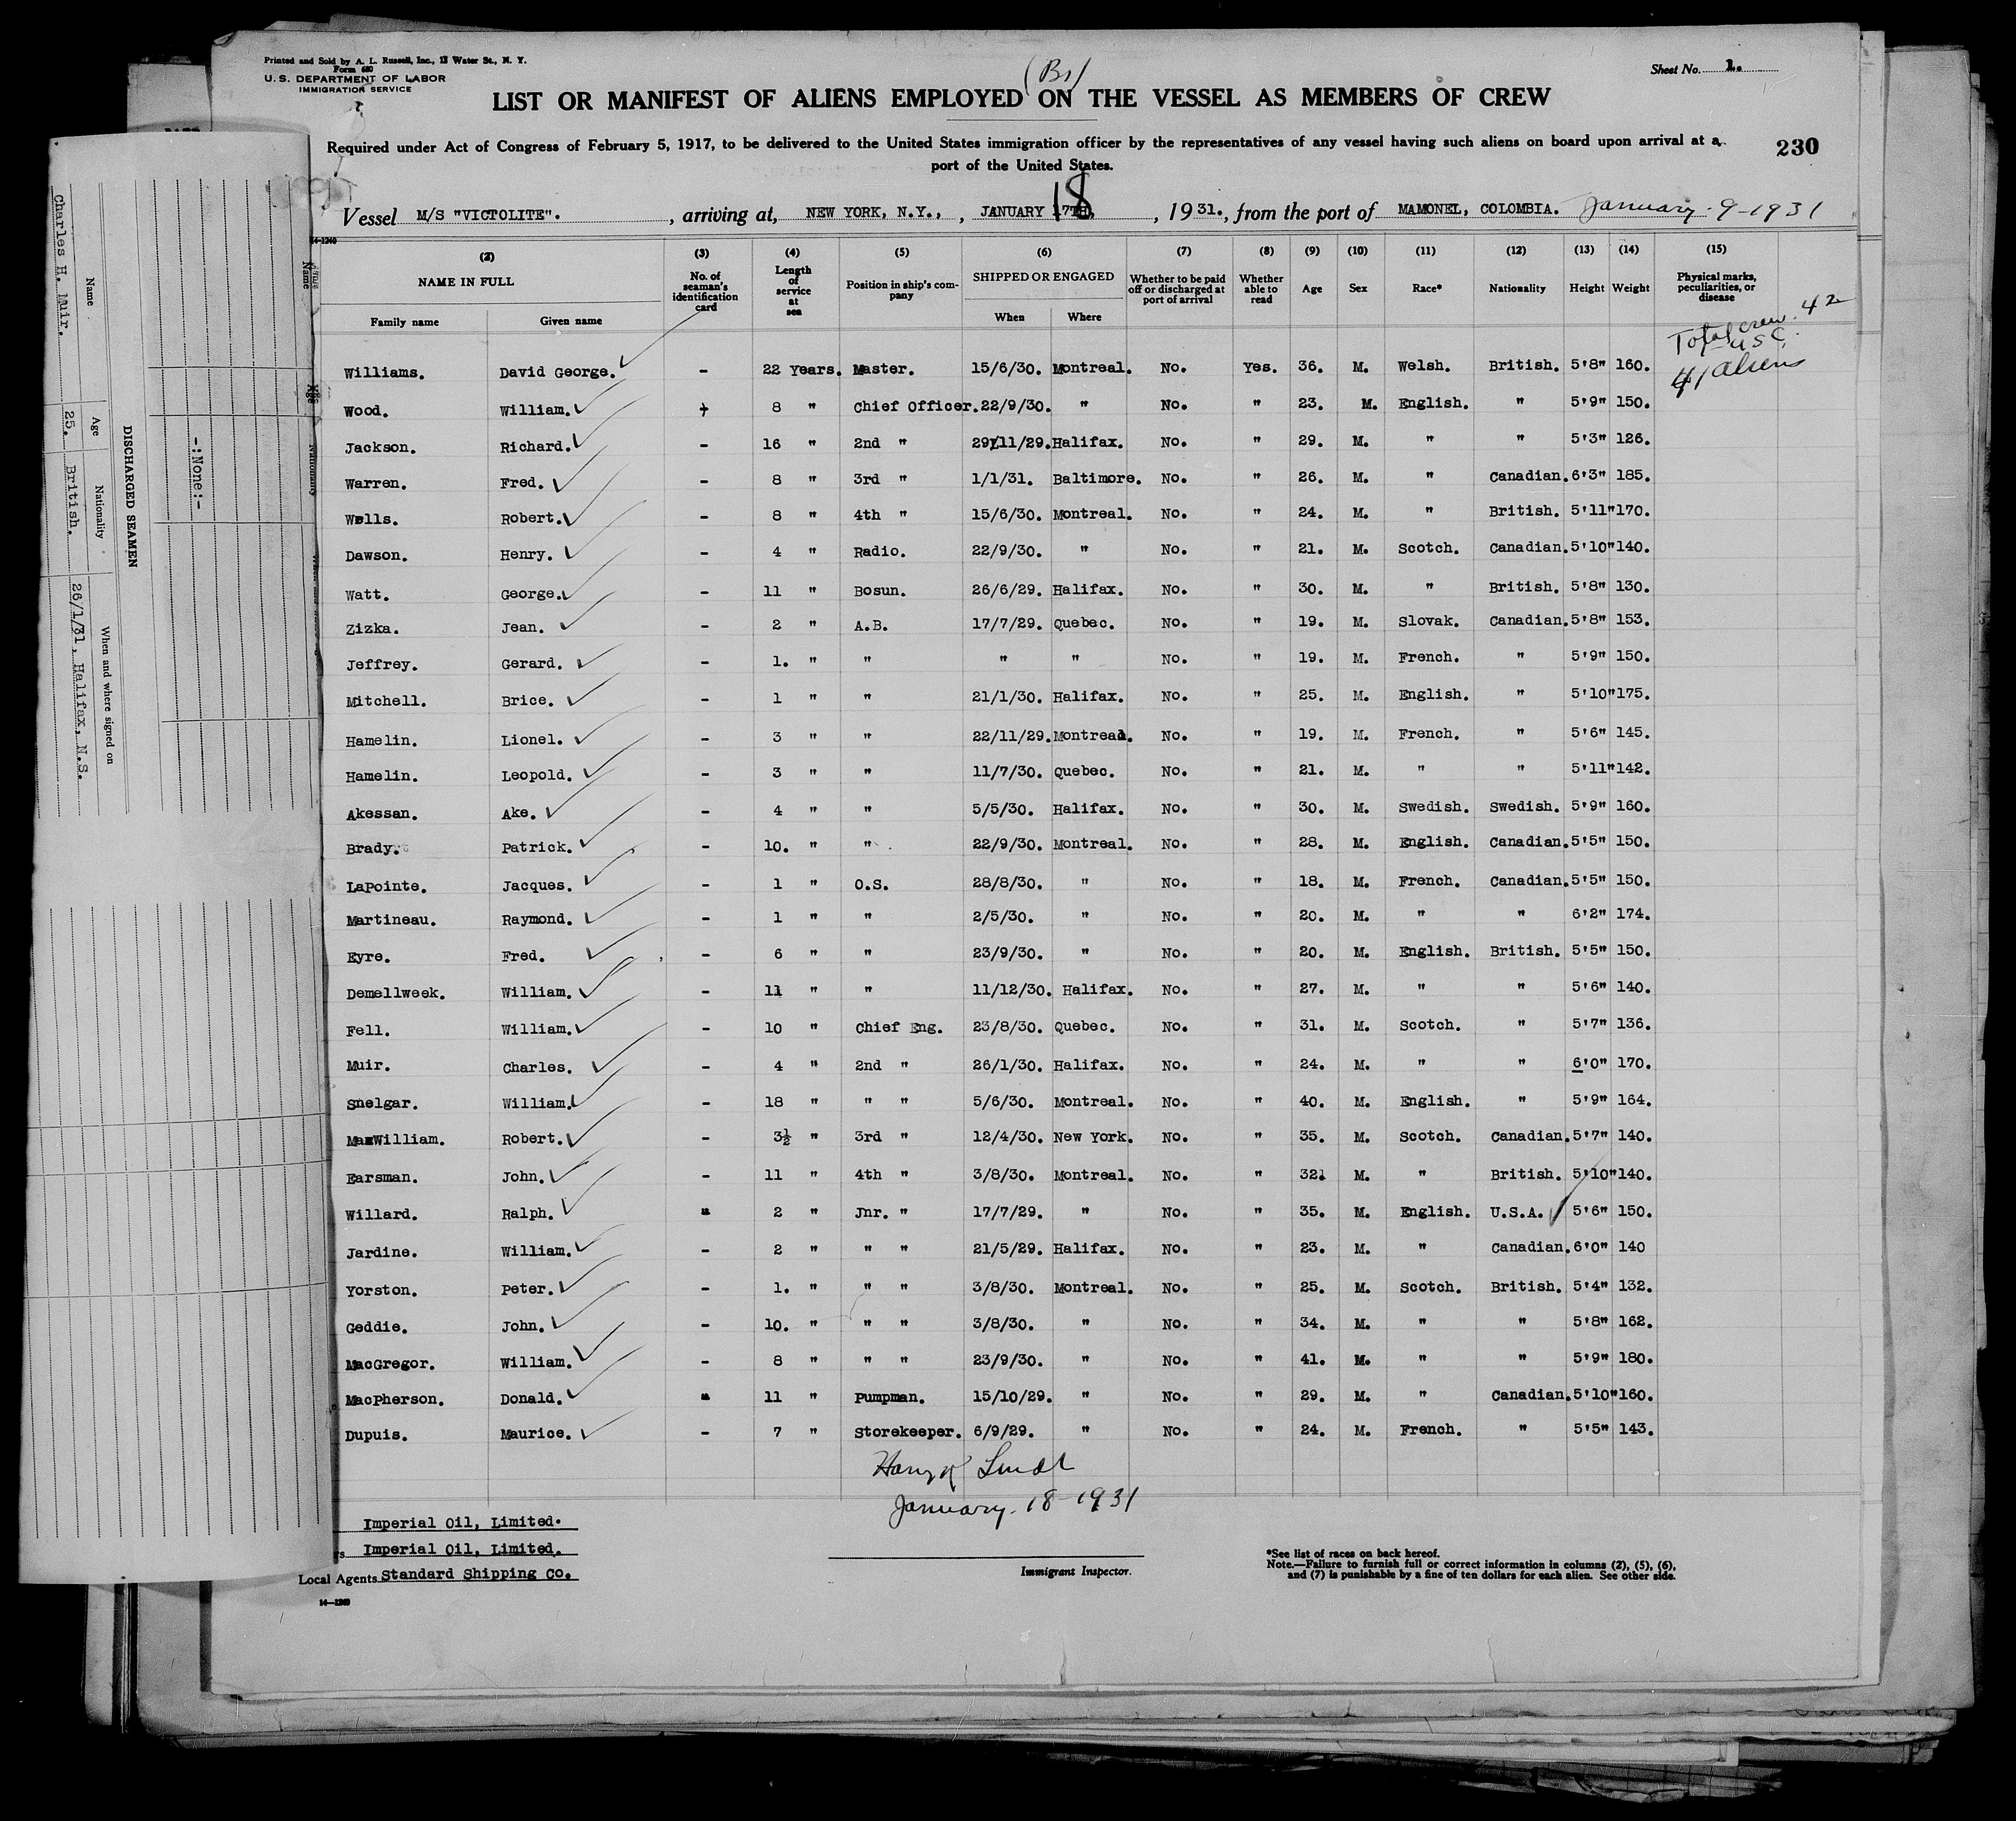 Printed and Sold by A. L. Russell, Inc., 13 Water St., N. Y.
Form 680
U. S. DEPARTMENT OF LABOR
IMMIGRATION SERVICE
(Br)
Sheet No. 1.
LIST OR MANIFEST OF ALIENS EMPLOYED ON THE VESSEL AS MEMBERS OF CREW
Required under Act of Congress of February 5, 1917, to be delivered to the United States immigration officer by the representatives of any vessel having such aliens on board upon arrival at a
port of the United States.
230
Vessel M/S "VICTOLITE". , arriving at, NEW YORK, N.Y., , JANUARY 17TH, 18 , 1931., from the port of MAMONEL, COLOMBIA. January 9-1931
14-1240
(2) (3) (4) (5) (6) (7) (8) (9) (10) (11) (12) (13) (14) (15)
NAME IN FULL No. of seaman's identification card Length of service at sea Position in ship's company SHIPPED OR ENGAGED Whether to be paid off or discharged at port of arrival Whether able to read Age Sex Race* Nationality Height Weight Physical marks, peculiarities, or disease
Family name Given name When Where
Total crew. 42
USC
41 aliens
Williams. David George. - 22 Years. Master. 15/6/30. Montreal. No. Yes. 36. M. Welsh. British. 5'8" 160.
Wood. William. 8 " Chief Officer. 22/9/30. " No. " 23. M. English. " 5'9" 150.
Jackson. Richard. - 16 " 2nd " 29/11/29. Halifax. No. " 29. M. " " 5'3" 126.
Warren. Fred. - 8 " 3rd " 1/1/31. Baltimore. No. " 26. M. " Canadian. 6'3" 185.
Wells. Robert. - 8 " 4th " 15/6/30. Montreal. No. " 24. M. " British. 5'11" 170.
Dawson. Henry. - 4 " Radio. 22/9/30. " No. " 21. M. Scotch. Canadian. 5'10" 140.
Watt. George. - 11 " Bosun. 26/6/29. Halifax. No. " 30. M. " British. 5'8" 130.
Zizka. Jean. - 2 " A.B. 17/7/29. Quebec. No. " 19. M. Slovak. Canadian. 5'8" 153.
Jeffrey. Gerard. - 1. " " " " No. " 19. M. French. " 5'9" 150.
Mitchell. Brice. - 1 " " 21/1/30. Halifax. No. " 25. M. English. " 5'10" 175.
Hamelin. Lionel. - 3 " " 22/11/29. Montreal. No. " 19. M. French. " 5'6" 145.
Hamelin. Leopold. - 3 " " 11/7/30. Quebec. No. " 21. M. " " 5'11" 142.
Akessan. Ake. - 4 " " 5/5/30. Halifax. No. " 30. M. Swedish. Swedish. 5'9" 160.
Brady. Patrick. - 10. " " 22/9/30. Montreal. No. " 28. M. English. Canadian. 5'5" 150.
LaPointe. Jacques. - 1 " O.S. 28/8/30. " No. " 18. M. French. Canadian. 5'5" 150.
Martineau. Raymond. - 1 " " 2/5/30. " No. " 20. M. " " 6'2" 174.
Eyre. Fred. - 6 " " 23/9/30. " No. " 20. M. English. British. 5'5" 150.
Demellweek. William. - 11 " " 11/12/30. Halifax. No. " 27. M. " " 5'6" 140.
Fell. William. - 10 " Chief Eng. 23/8/30. Quebec. No. " 31. M. Scotch. " 5'7" 136.
Muir. Charles. - 4 " 2nd " 26/1/30. Halifax. No. " 24. M. " " 6'0" 170.
Snelgar. William. - 18 " " " 5/6/30. Montreal. No. " 40. M. English. " 5'9" 164.
MacWilliam. Robert. - 3½ " 3rd " 12/4/30. New York. No. " 35. M. Scotch. Canadian. 5'7" 140.
Earsman. John. - 11 " 4th " 3/8/30. Montreal. No. " 32. M. " British. 5'10" 140.
Willard. Ralph. - 2 " Jnr. " 17/7/29. " No. " 35. M. English. U.S.A. 5'6" 150.
Jardine. William. - 2 " " " 21/5/29. Halifax. No. " 23. M. " Canadian. 6'0" 140
Yorston. Peter. - 1. " " " 3/8/30. Montreal. No. " 25. M. Scotch. British. 5'4" 132.
Geddie. John. - 10. " " " 3/8/30. " No. " 34. M. " " 5'8" 162.
MacGregor. William. - 8 " " " 23/9/30. " No. " 41. M. " " 5'9" 180.
MacPherson. Donald. - 11 " Pumpman. 15/10/29. " No. " 29. M. " Canadian. 5'10" 160.
Dupuis. Maurice. - 7 " Storekeeper. 6/9/29. " No. " 24. M. French. " 5'5" 143.
January 18-1931
Imperial Oil, Limited.
Imperial Oil, Limited.
Local Agents Standard Shipping Co.
Immigrant Inspector.
*See list of races on back hereof.
Note.—Failure to furnish full or correct information in columns (2), (5), (6),
and (7) is punishable by a fine of ten dollars for each alien. See other side.
14—1240
DISCHARGED SEAMEN
Name Age Nationality When and where signed on
Charles H. Muir. 25. British. 26/1/31, Halifax, N.S.
-:None:-